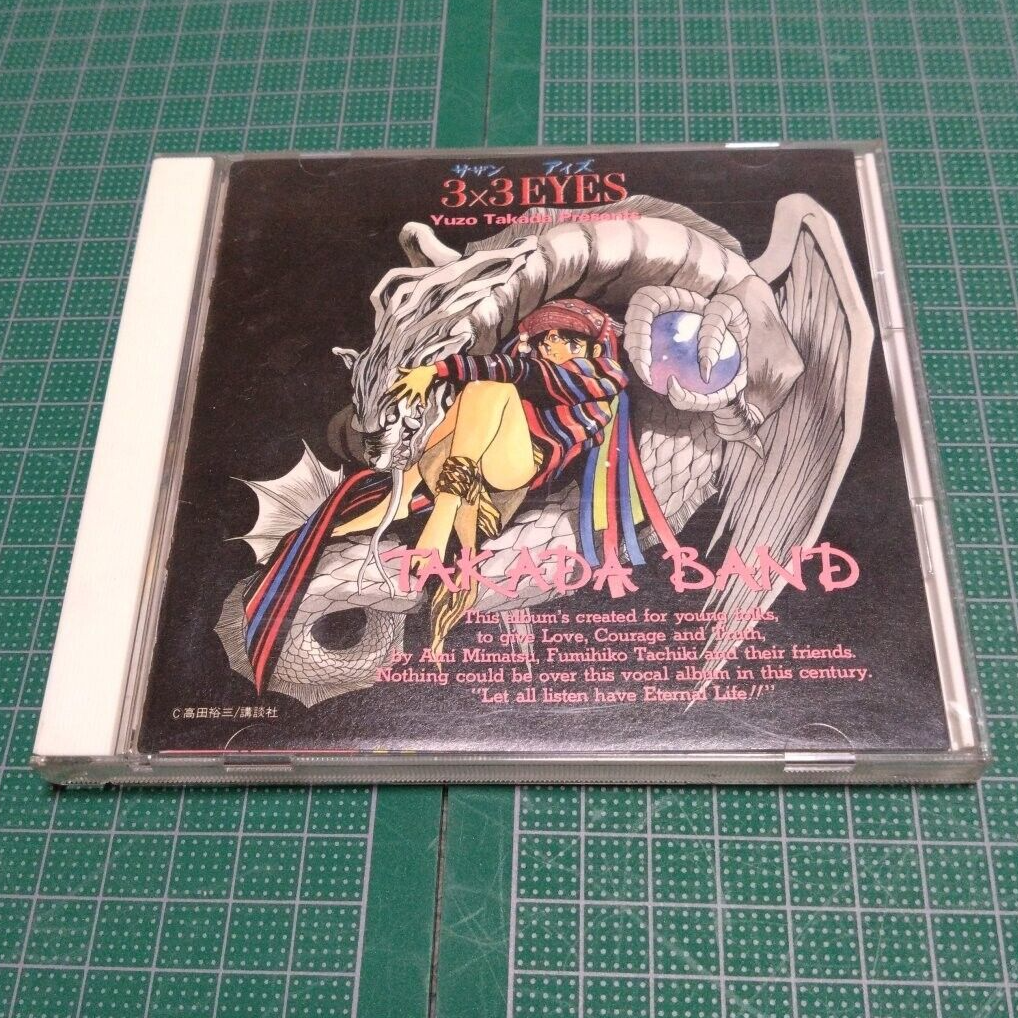 サザン アイズ
3×3EYES
Yuzo Takada Presents
TAKADA BAND
This album's created for young folks,
to give Love, Courage and Truth,
by Ami Mimatsu, Fumihiko Tachiki and their friends.
Nothing could be over this vocal album in this century.
"Let all listen have Eternal Life!!"
C高田裕三/講談社